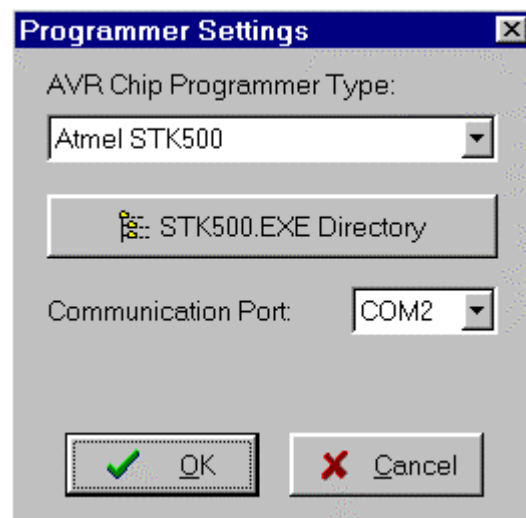 Programmer Settings
AVR Chip Programmer Type:
Atmel STK500
STK500.EXE Directory
Communication Port: COM2
OK Cancel